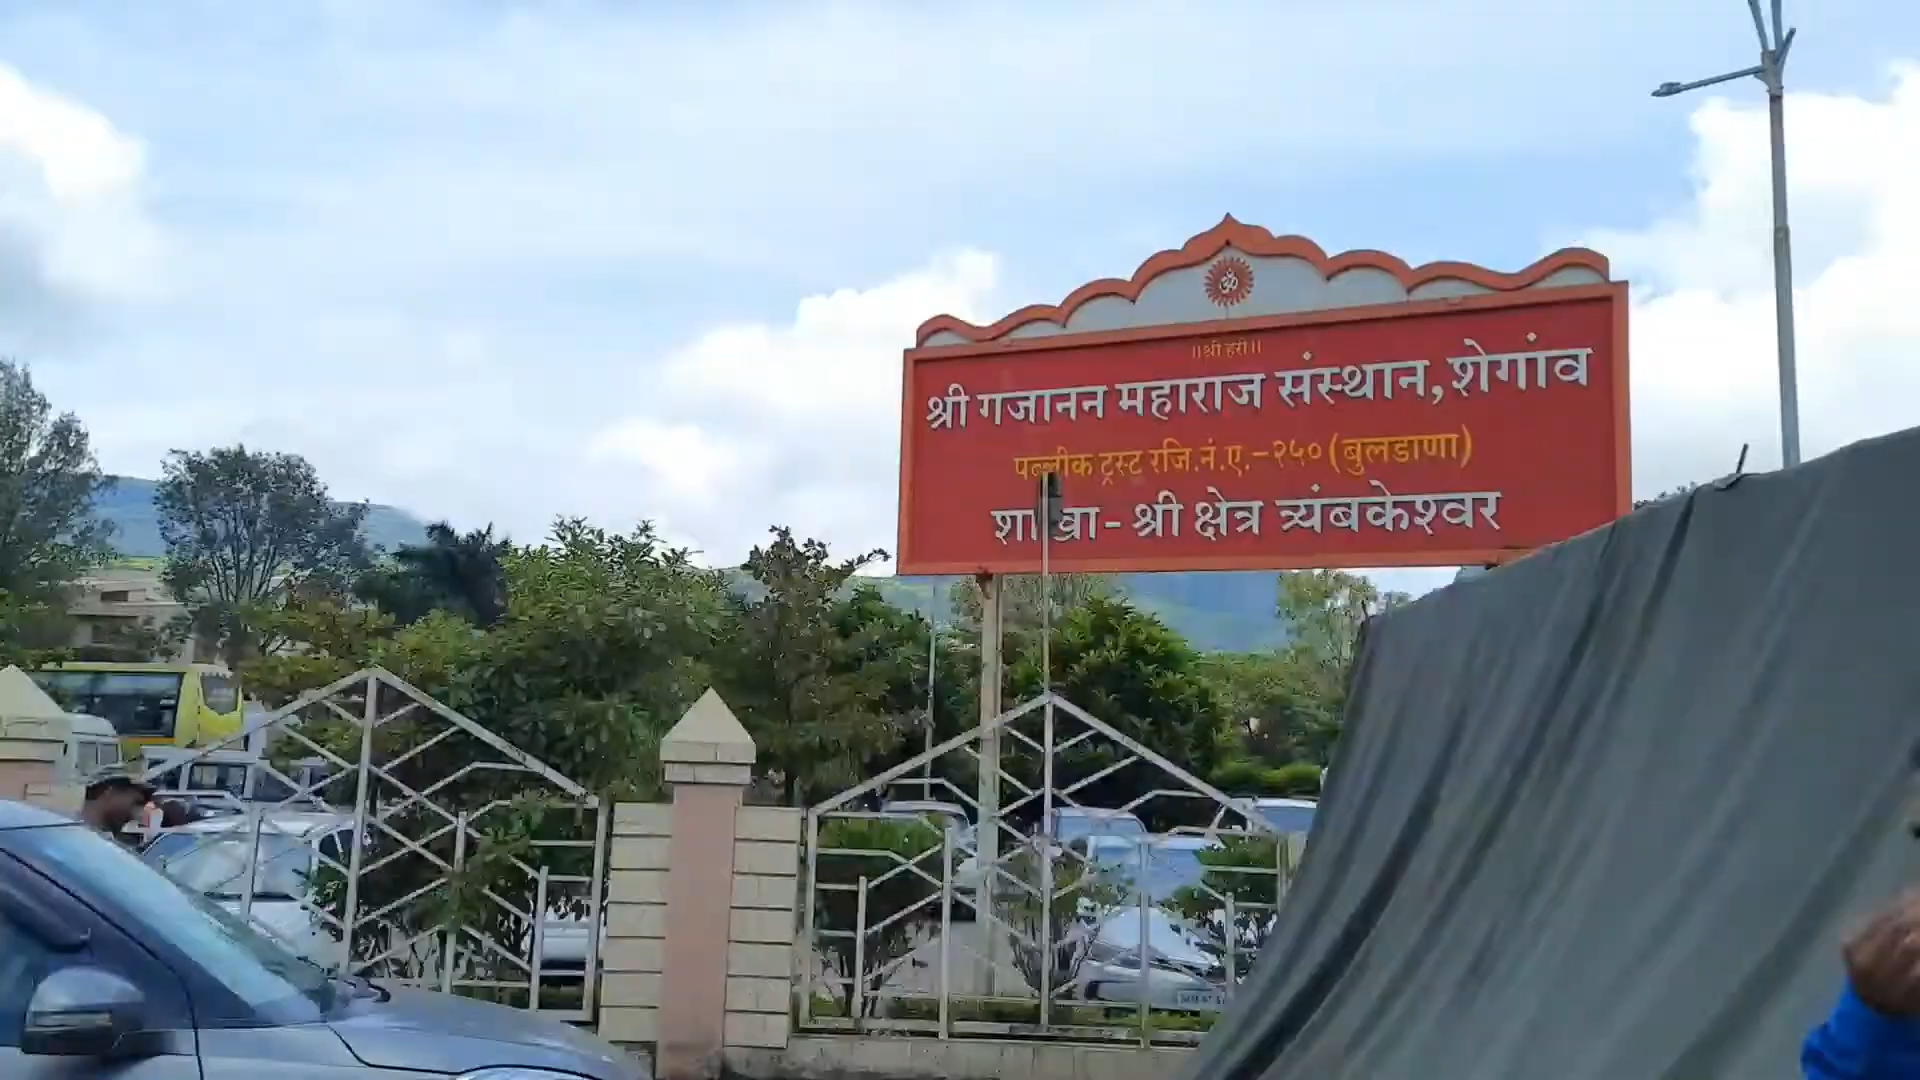 ॐ
॥श्री हरी॥
श्री गजानन महाराज संस्थान, शेगांव
पब्लीक ट्रस्ट रजि.नं.ए.-२५० (बुलडाणा)
शाखा- श्री क्षेत्र त्र्यंबकेश्वर